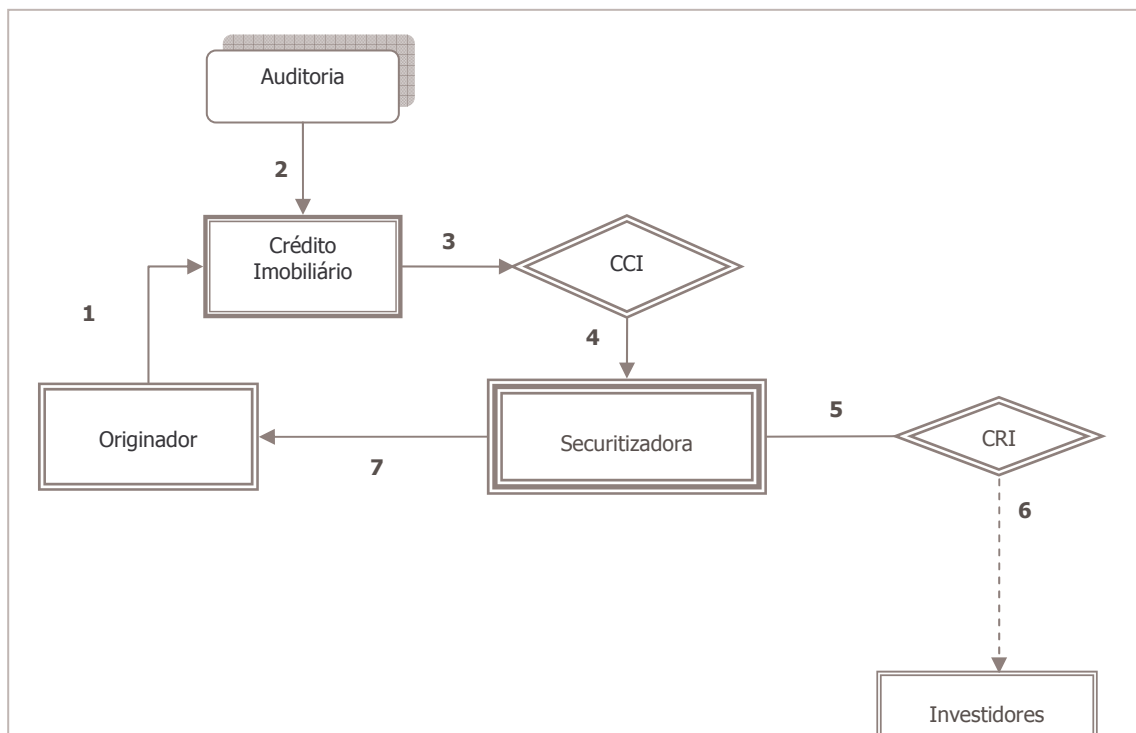 Auditoria
2
Crédito
Imobiliário
3
CCI
1
4
Originador
7
Securitizadora
5
CRI
6
Investidores